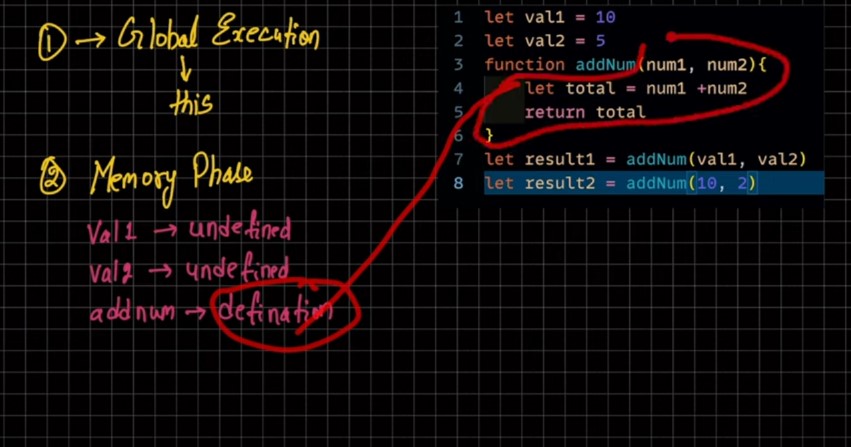 ① → Global Execution
↓
this
② Memory Phase
Val1 → undefined
val2 → undefined
addnum → defination
1 let val1 = 10
2 let val2 = 5
3 function addNum(num1, num2){
4 let total = num1 +num2
5 return total
6 }
7 let result1 = addNum(val1, val2)
8 let result2 = addNum(10, 2)